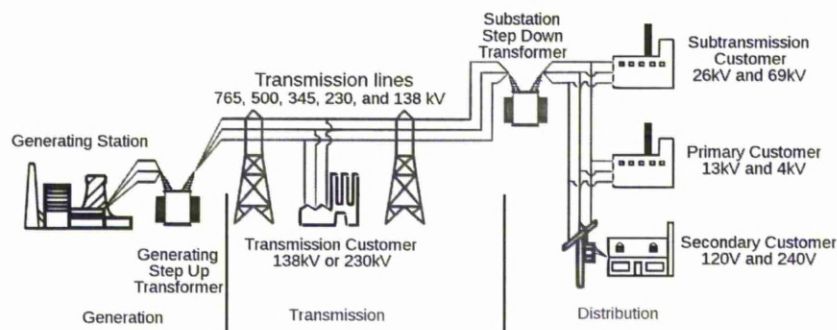 Substation
Step Down
Transformer
Subtransmission
Customer
26kV and 69kV
Transmission lines
765, 500, 345, 230, and 138 kV
Generating Station
Primary Customer
13kV and 4kV
Transmission Customer
138kV or 230kV
Secondary Customer
120V and 240V
Generating
Step Up
Transformer
Generation
Transmission
Distribution